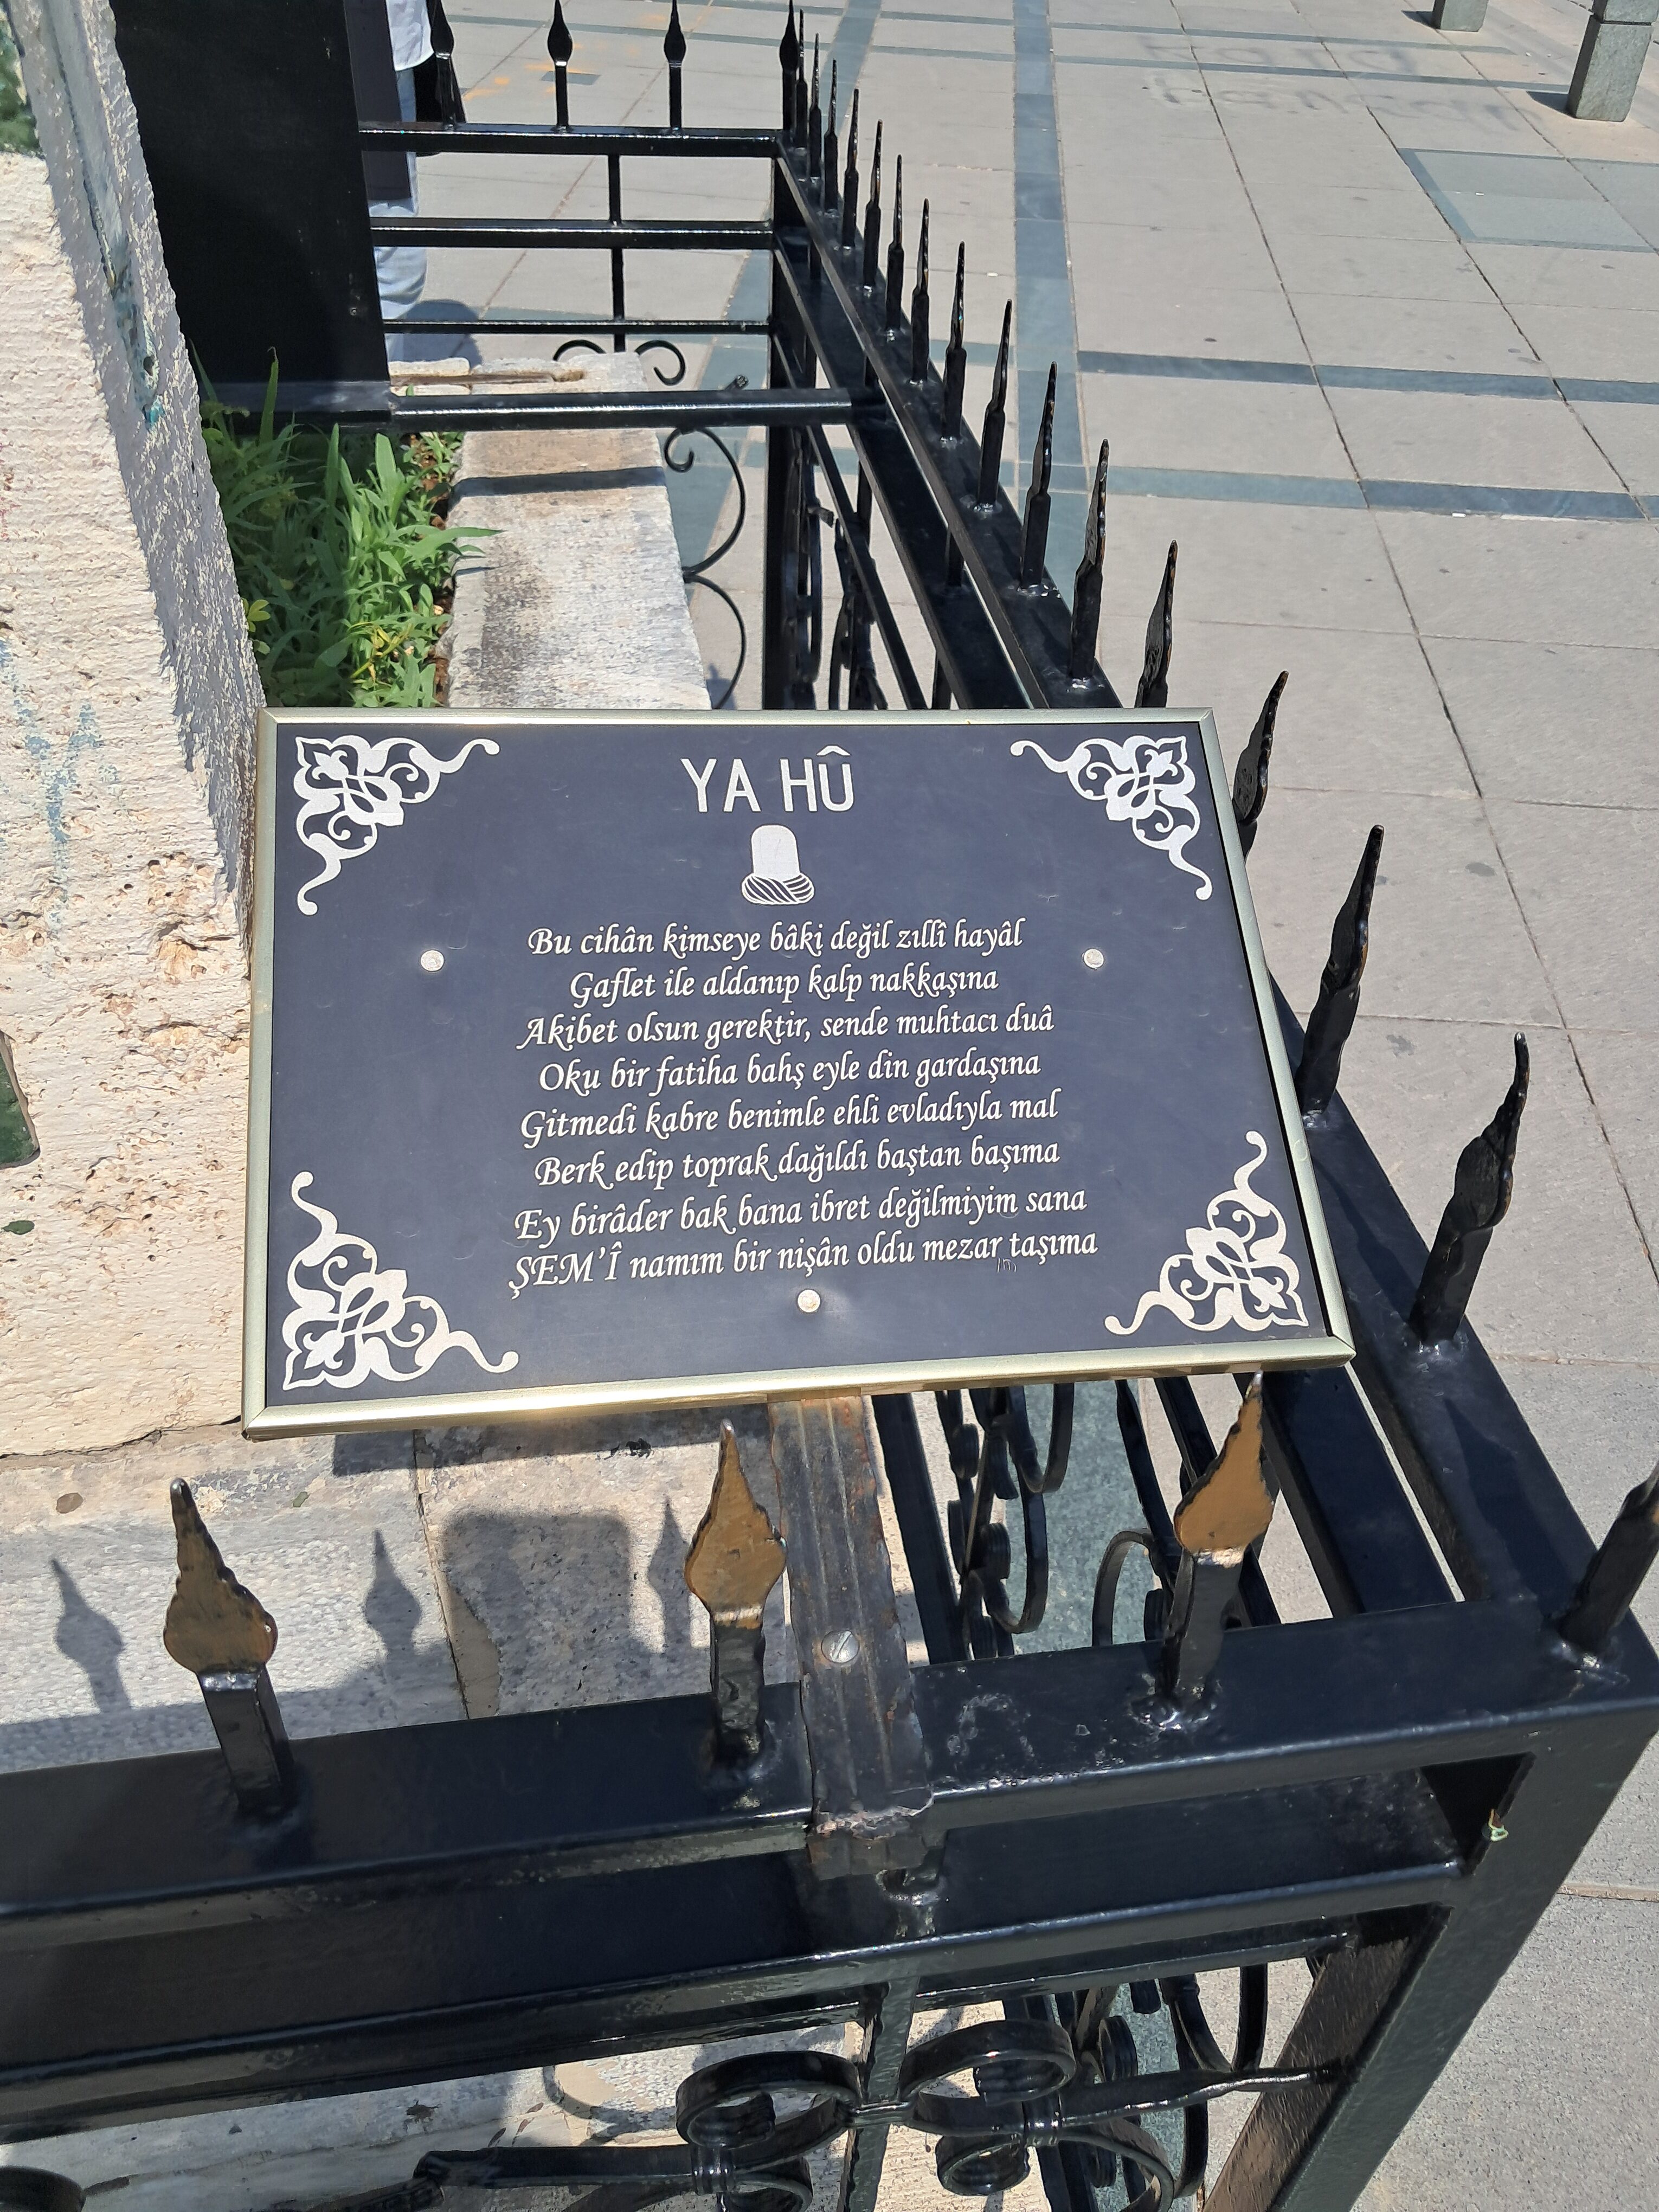 YA HÛ
Bu cihân kimseye bâki değil zıllî hayâl
Gaflet ile aldanıp kalp nakkaşına
Akibet olsun gerektir, sende muhtacı duâ
Oku bir fatiha bahş eyle din gardaşına
Gitmedi kabre benimle ehli evladıyla mal
Berk edip toprak dağıldı baştan başıma
Ey birâder bak bana ibret değilmiyim sana
ŞEM'Î namım bir nişân oldu mezar taşıma